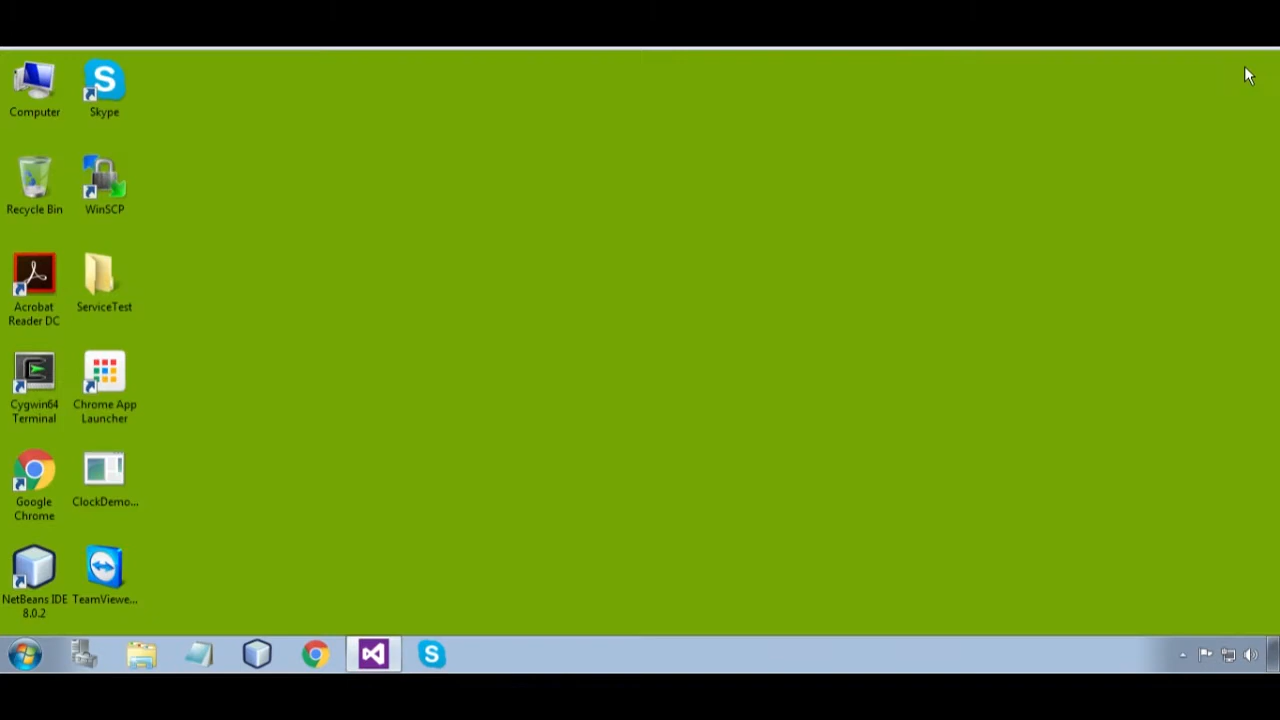 Computer
Skype
Recycle Bin
WinSCP
Acrobat
Reader DC
ServiceTest
Cygwin64
Terminal
Chrome App
Launcher
Google
Chrome
ClockDemo...
NetBeans IDE
8.0.2
TeamViewe...